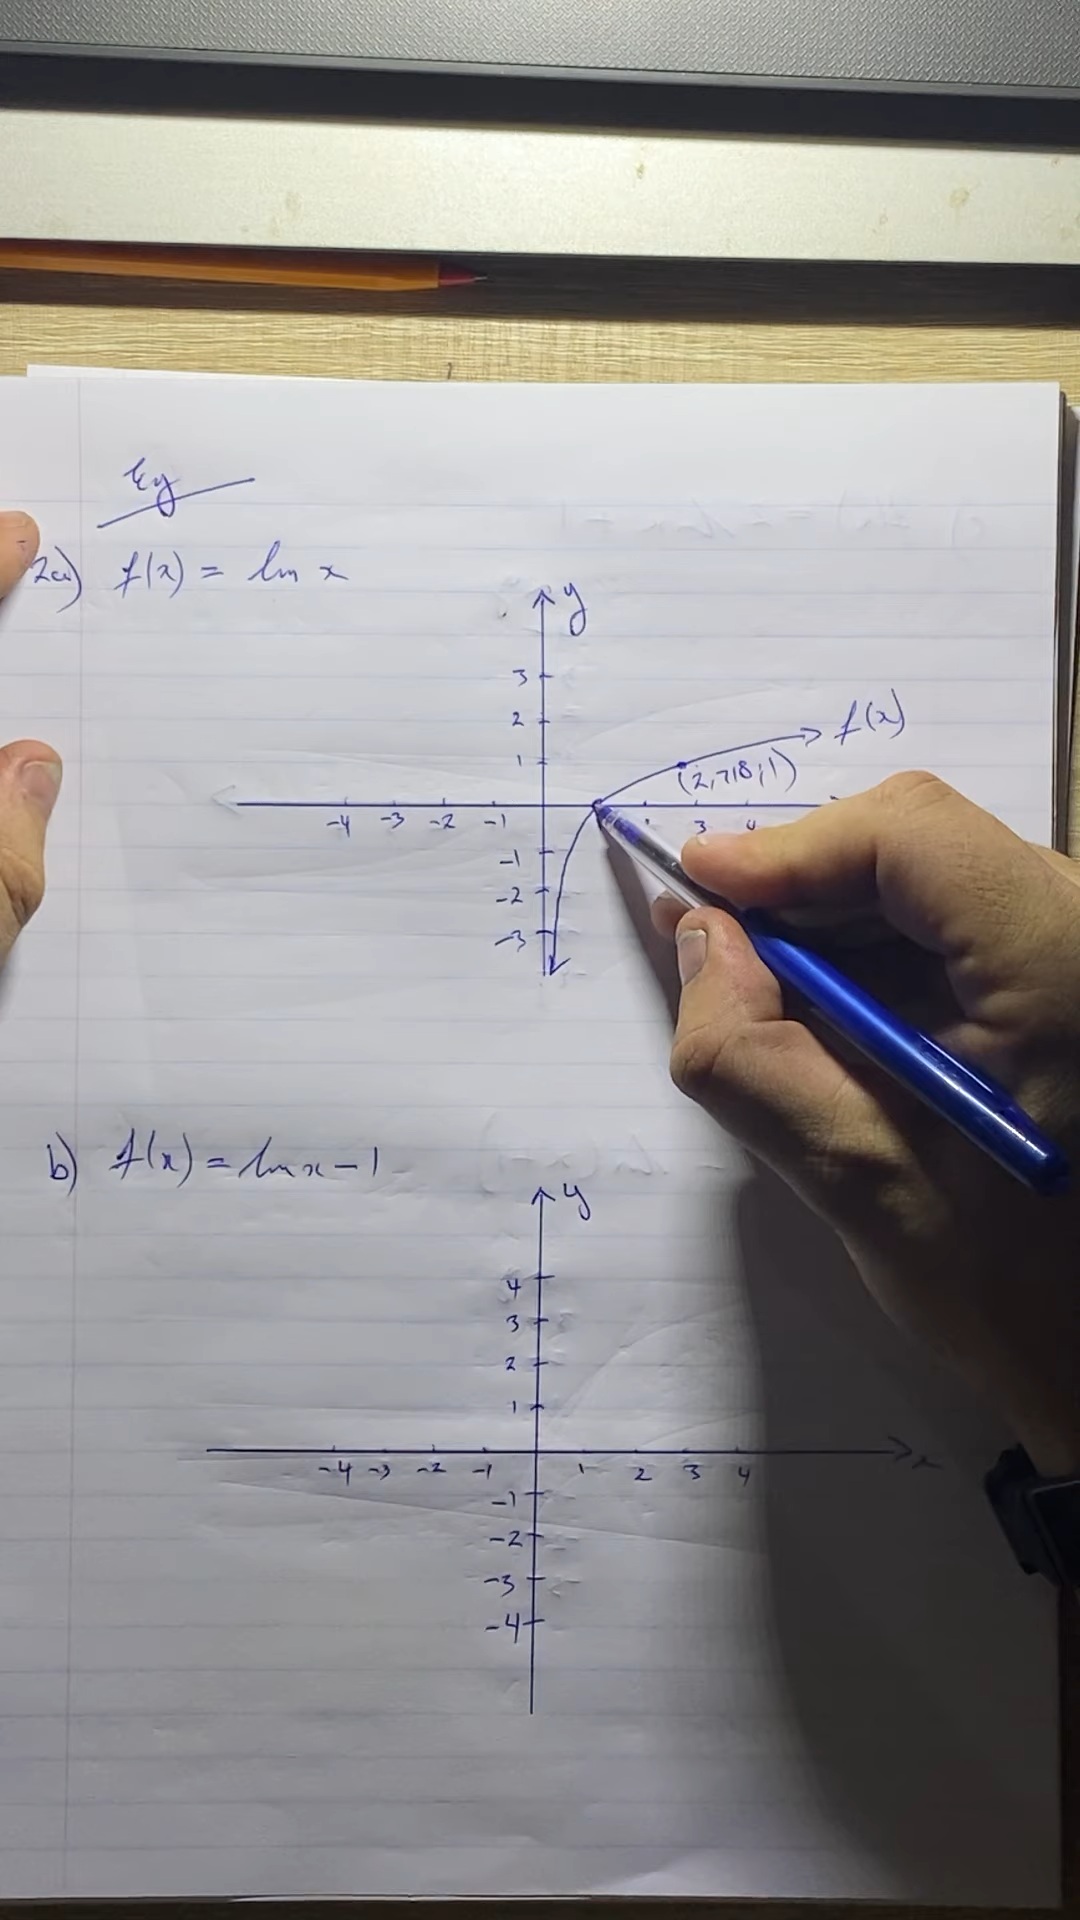 Eg
2a) f(x) = ln x
y
3
2
1
f(x)
(2,718;1)
-4 -3 -2 -1 3 4
-1
-2
-3
b) f(x) = ln x - 1
y
4
3
2
1
x
-4 -3 -2 -1 1 2 3 4
-1
-2
-3
-4